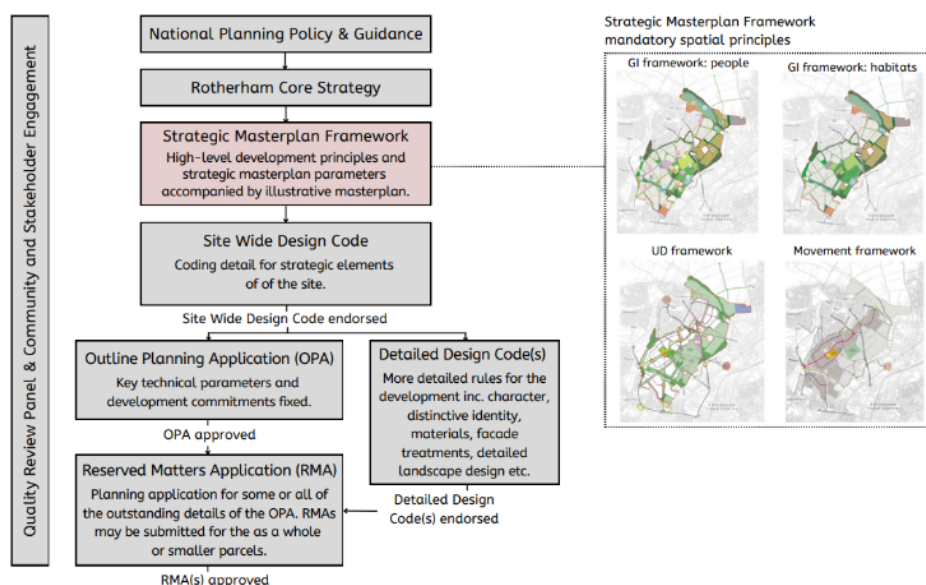 Quality Review Panel & Community and Stakeholder Engagement
National Planning Policy & Guidance
Rotherham Core Strategy
Strategic Masterplan Framework
High-level development principles and
strategic masterplan parameters
accompanied by illustrative masterplan.
Site Wide Design Code
Coding detail for strategic elements
of of the site.
Site Wide Design Code endorsed
Outline Planning Application (OPA)
Key technical parameters and
development commitments fixed.
OPA approved
Detailed Design Code(s)
More detailed rules for the
development inc. character,
distinctive identity,
materials, facade
treatments, detailed
landscape design etc.
Detailed Design
Code(s) endorsed
Reserved Matters Application (RMA)
Planning application for some or all of
the outstanding details of the OPA. RMAs
may be submitted for the as a whole
or smaller parcels.
RMA(s) approved
Strategic Masterplan Framework
mandatory spatial principles
GI framework: people
GI framework: habitats
UD framework
Movement framework